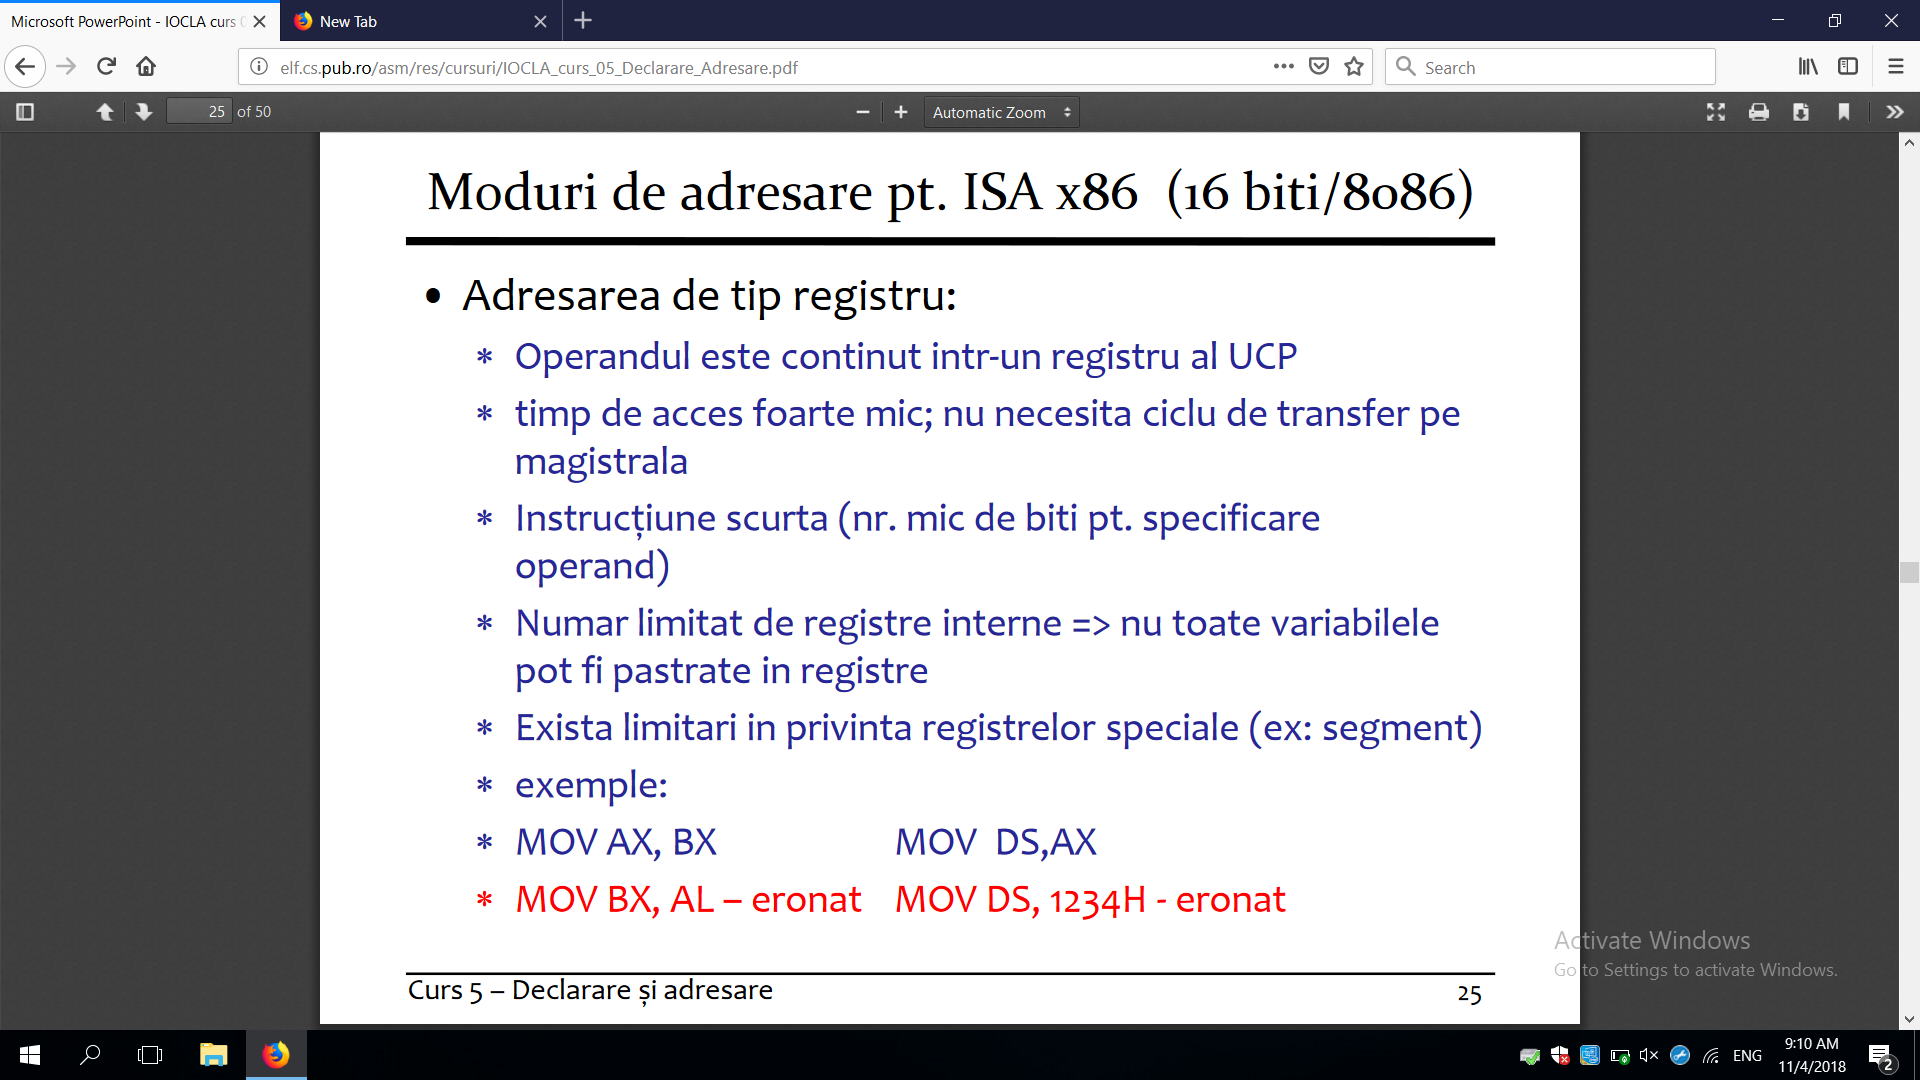 Microsoft PowerPoint - IOCLA curs 0
New Tab
elf.cs.pub.ro/asm/res/cursuri/IOCLA_curs_05_Declarare_Adresare.pdf
Search
25 of 50
Automatic Zoom
Moduri de adresare pt. ISA x86 (16 biti/8086)
• Adresarea de tip registru:
* Operandul este continut intr-un registru al UCP
* timp de acces foarte mic; nu necesita ciclu de transfer pe
magistrala
* Instrucțiune scurta (nr. mic de biti pt. specificare
operand)
* Numar limitat de registre interne => nu toate variabilele
pot fi pastrate in registre
* Exista limitari in privinta registrelor speciale (ex: segment)
* exemple:
* MOV AX, BX MOV DS,AX
* MOV BX, AL – eronat MOV DS, 1234H - eronat
Activate Windows
Go to Settings to activate Windows.
Curs 5 – Declarare și adresare
25
ENG
9:10 AM
11/4/2018
2